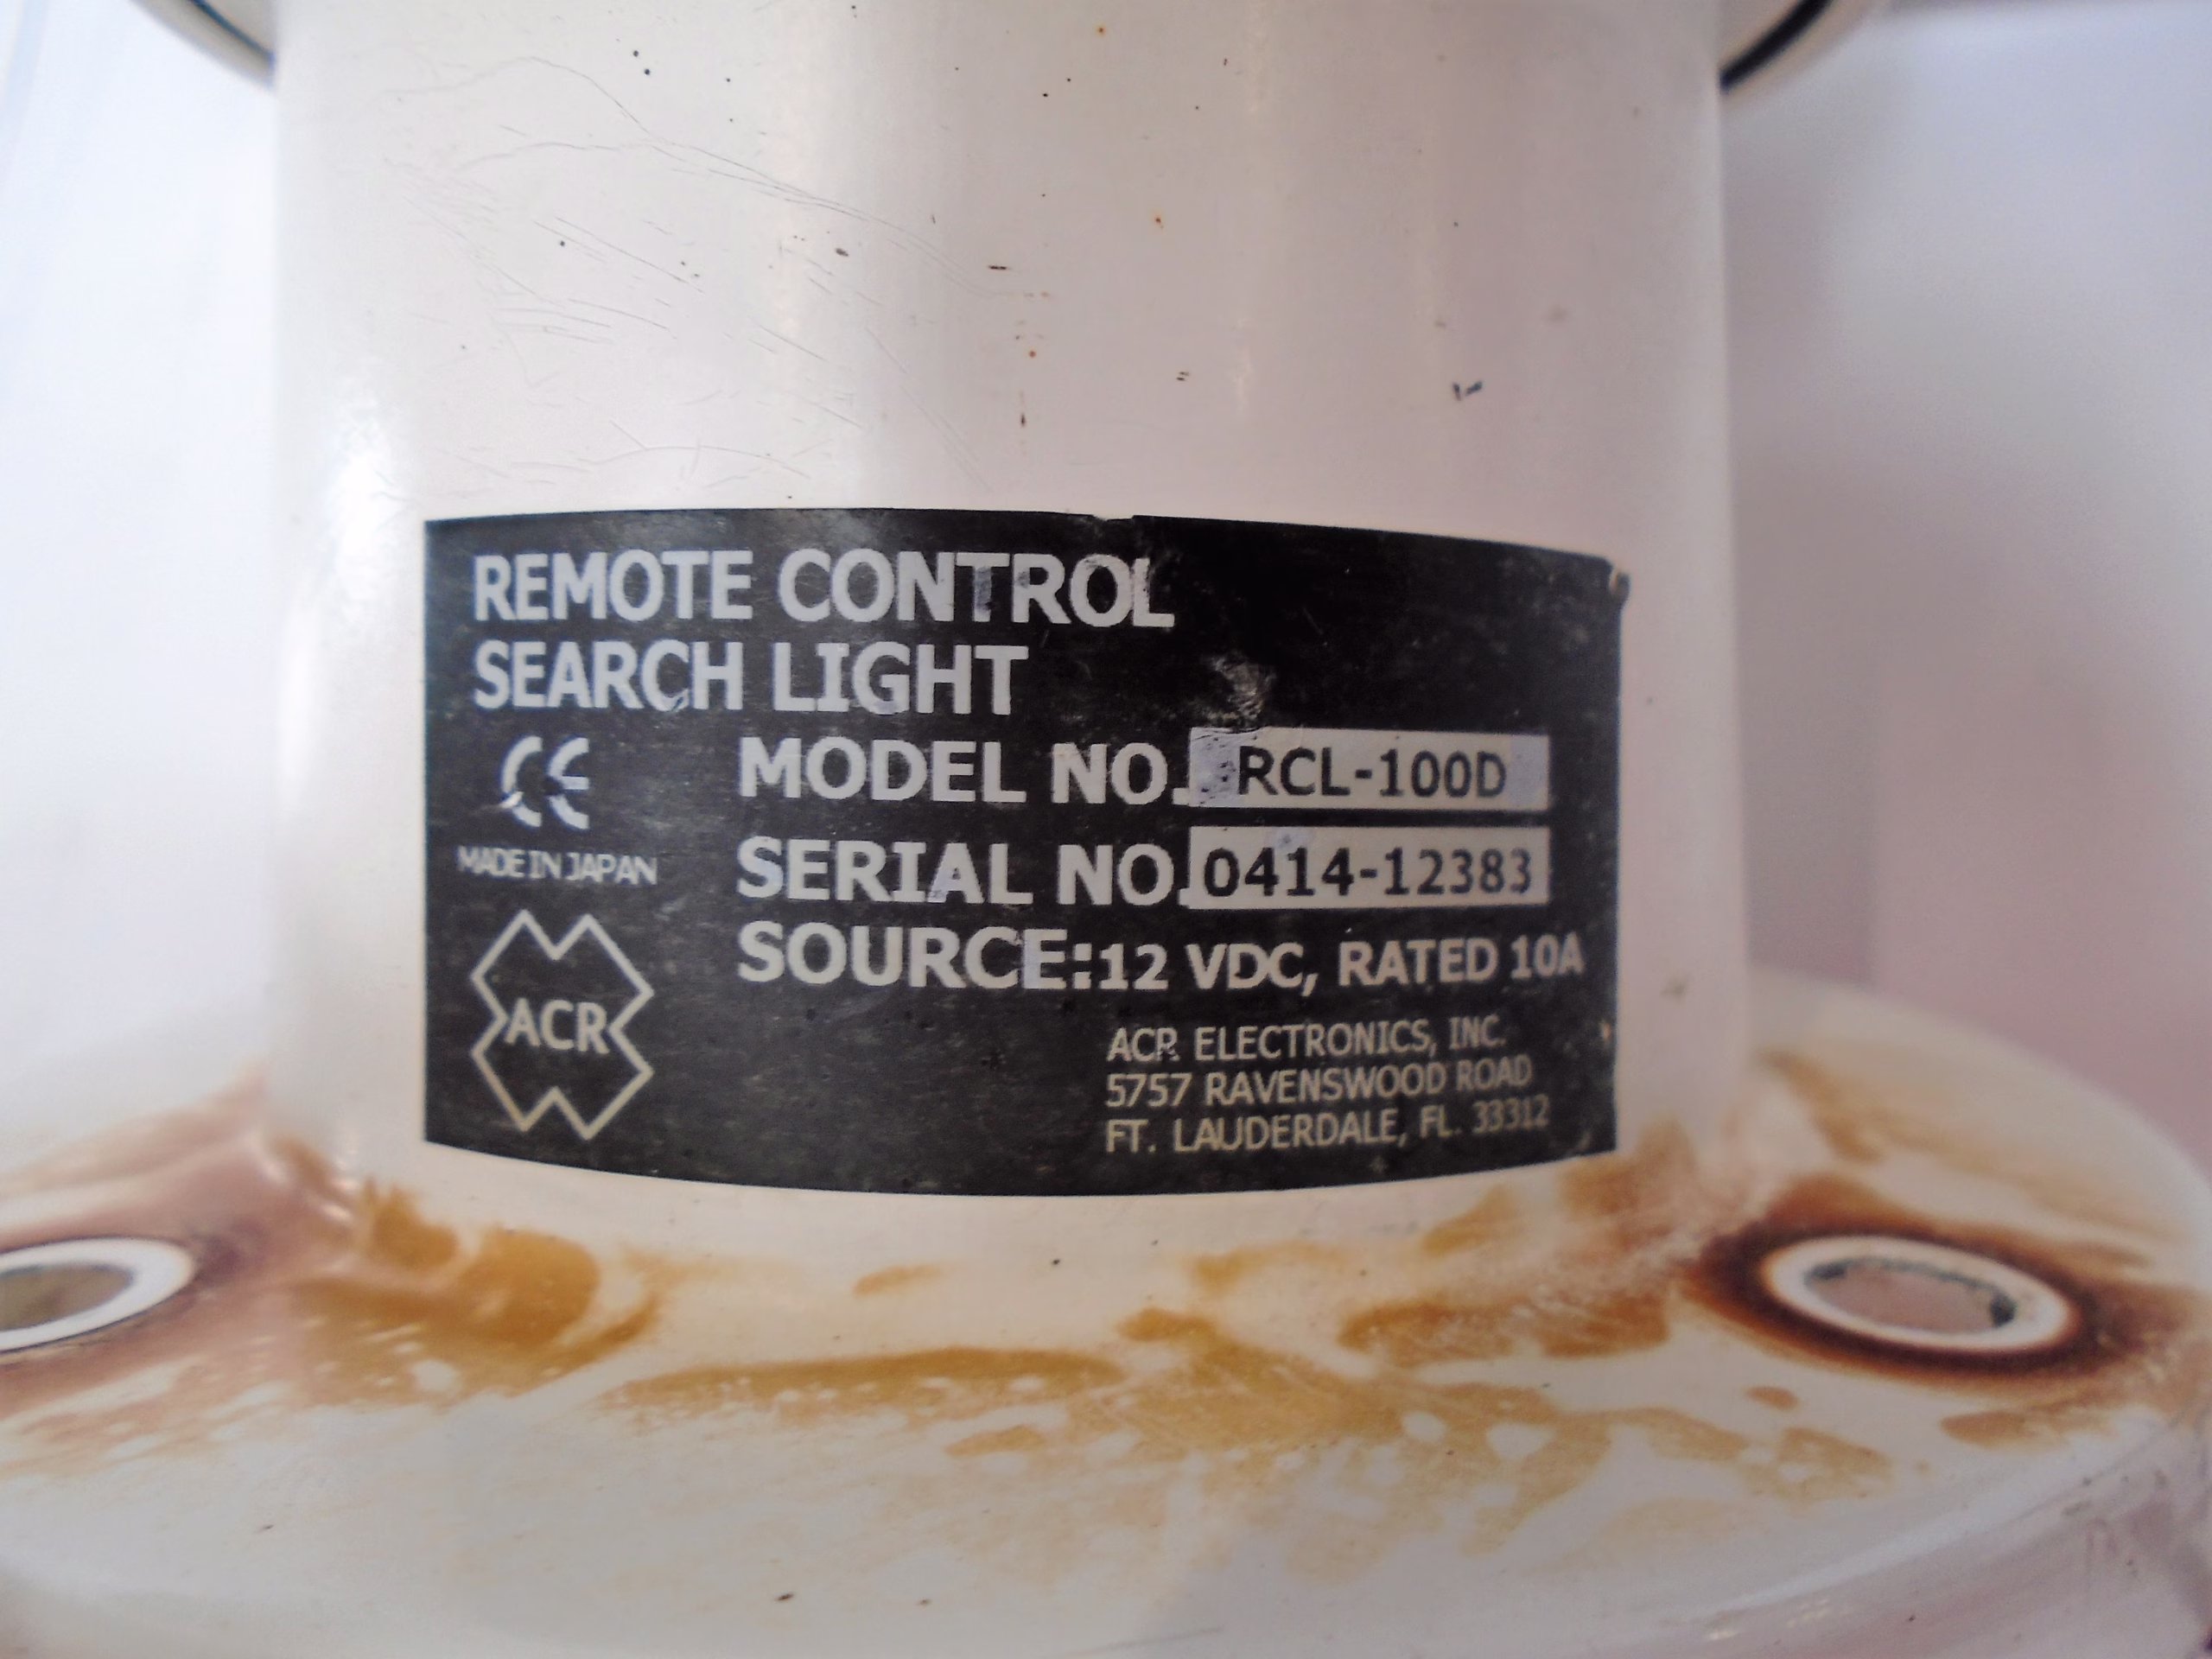 REMOTE CONTROL
SEARCH LIGHT
CE
MADE IN JAPAN
MODEL NO. RCL-100D
SERIAL NO. 0414-12383
SOURCE: 12 VDC, RATED 10A
ACR
ACR ELECTRONICS, INC.
5757 RAVENSWOOD ROAD
FT. LAUDERDALE, FL. 33312